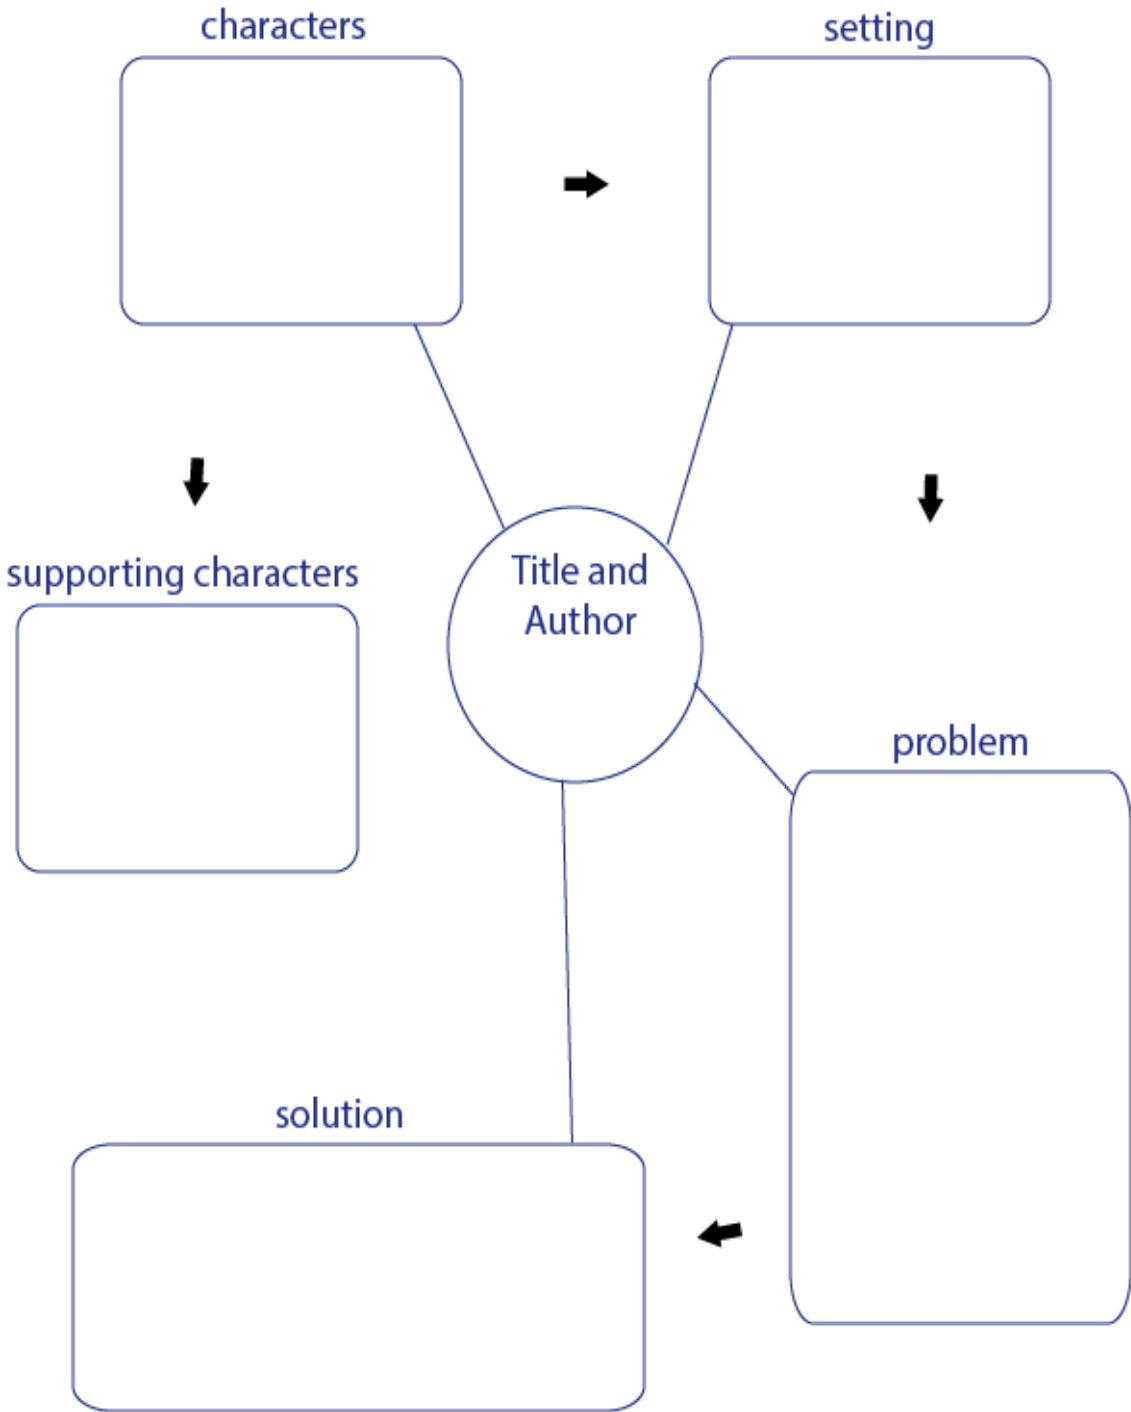 characters
setting
supporting characters
Title and
Author
problem
solution